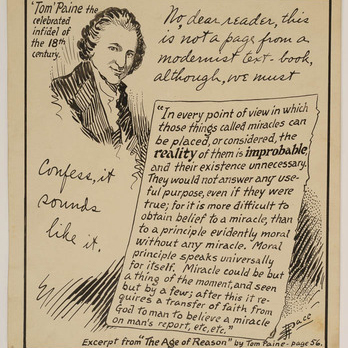 'Tom' Paine the
celebrated
infidel of
the 18th
century.
No, dear reader, this
is not a page from a
modernist text-book,
although, we must
Confess, it
sounds
like it.
"In every point of view in which
those things called miracles can
be placed, or considered, the
reality of them is improbable,
and their existence unnecessary.
They would not answer any use-
ful purpose, even if they were
true; for it is more difficult to
obtain belief to a miracle, than
to a principle evidently moral
without any miracle. Moral
principle speaks universally
for itself. Miracle could be but
a thing of the moment, and seen
but by a few; after this it re-
quires a transfer of faith from
God to man to believe a miracle
on man's report, etc, etc."
Pace
Excerpt from "The Age of Reason" by Tom Paine - page 56.